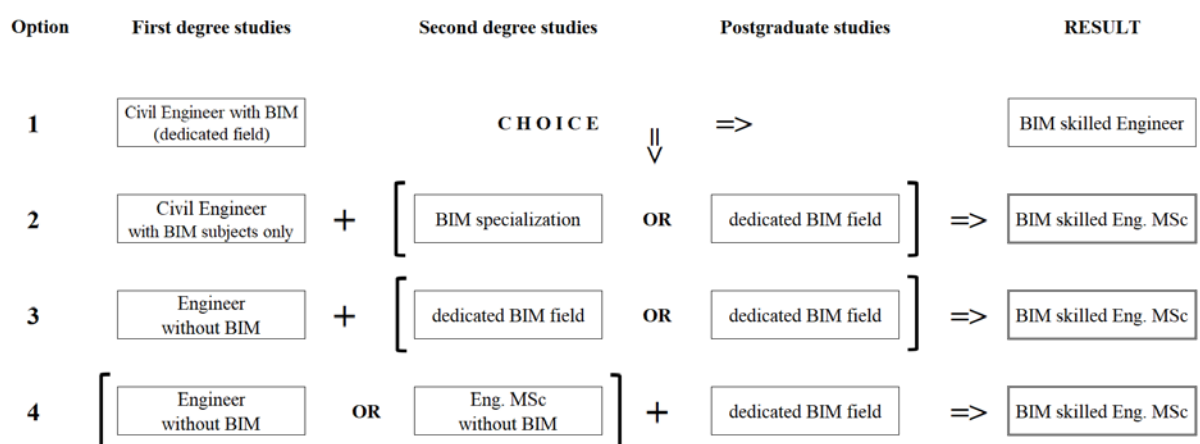 Option First degree studies Second degree studies Postgraduate studies RESULT
1 Civil Engineer with BIM
(dedicated field) C H O I C E => => BIM skilled Engineer
2 Civil Engineer
with BIM subjects only + [ BIM specialization OR dedicated BIM field ] => BIM skilled Eng. MSc
3 Engineer
without BIM + [ dedicated BIM field OR dedicated BIM field ] => BIM skilled Eng. MSc
4 [ Engineer
without BIM OR Eng. MSc
without BIM ] + dedicated BIM field => BIM skilled Eng. MSc